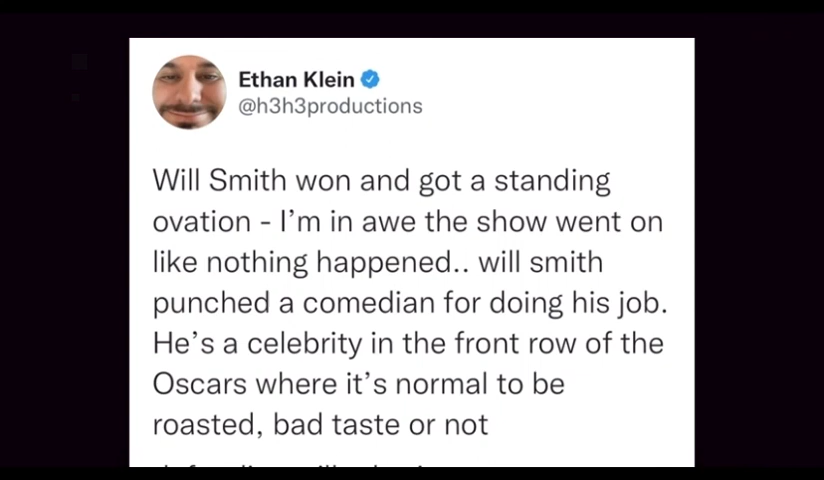 Ethan Klein
@h3h3productions
Will Smith won and got a standing
ovation - I'm in awe the show went on
like nothing happened.. will smith
punched a comedian for doing his job.
He's a celebrity in the front row of the
Oscars where it's normal to be
roasted, bad taste or not